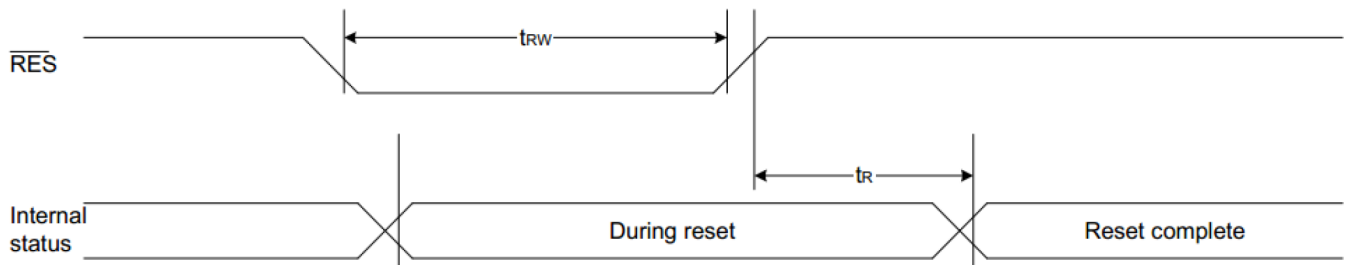 tRW
RES
tR
Internal
status
During reset
Reset complete